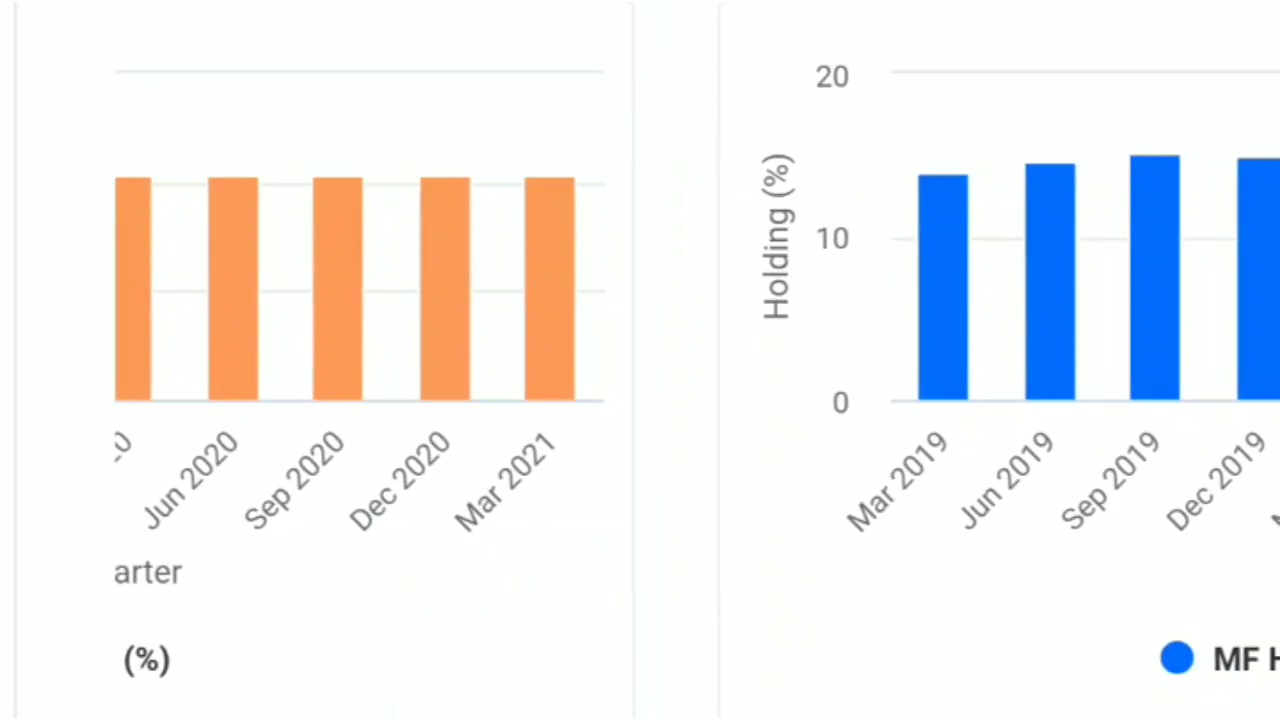 Jun 2020
Sep 2020
Dec 2020
Mar 2021
arter
(%)
20
10
0
Holding (%)
Mar 2019
Jun 2019
Sep 2019
Dec 2019
MF H